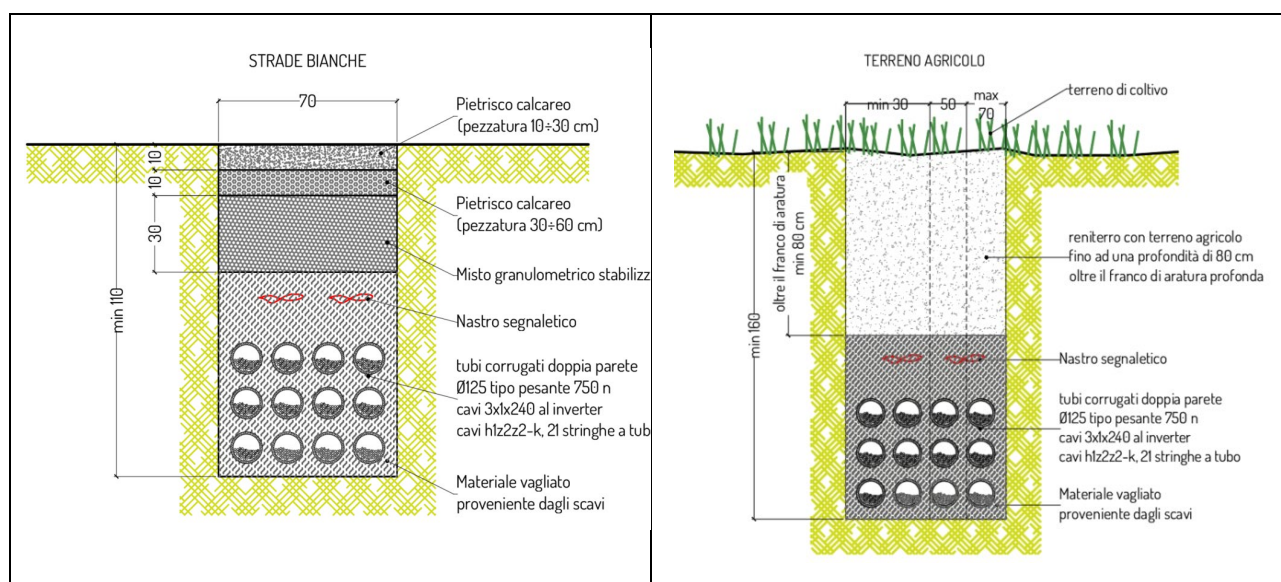 STRADE BIANCHE
70
Pietrisco calcareo
(pezzatura 10÷30 cm)
10
10
Pietrisco calcareo
(pezzatura 30÷60 cm)
30
min 110
Misto granulometrico stabilizz
Nastro segnaletico
tubi corrugati doppia parete
Ø125 tipo pesante 750 n
cavi 3x1x240 al inverter
cavi h1z2z2-k, 21 stringhe a tub
Materiale vagliato
proveniente dagli scavi
TERRENO AGRICOLO
min 30
50
max
70
terreno di coltivo
oltre il franco di aratura
min 80 cm
min 160
reniterro con terreno agricolo
fino ad una profondità di 80 cm
oltre il franco di aratura profonda
Nastro segnaletico
tubi corrugati doppia parete
Ø125 tipo pesante 750 n
cavi 3x1x240 al inverter
cavi h1z2z2-k, 21 stringhe a tubo
Materiale vagliato
proveniente dagli scavi